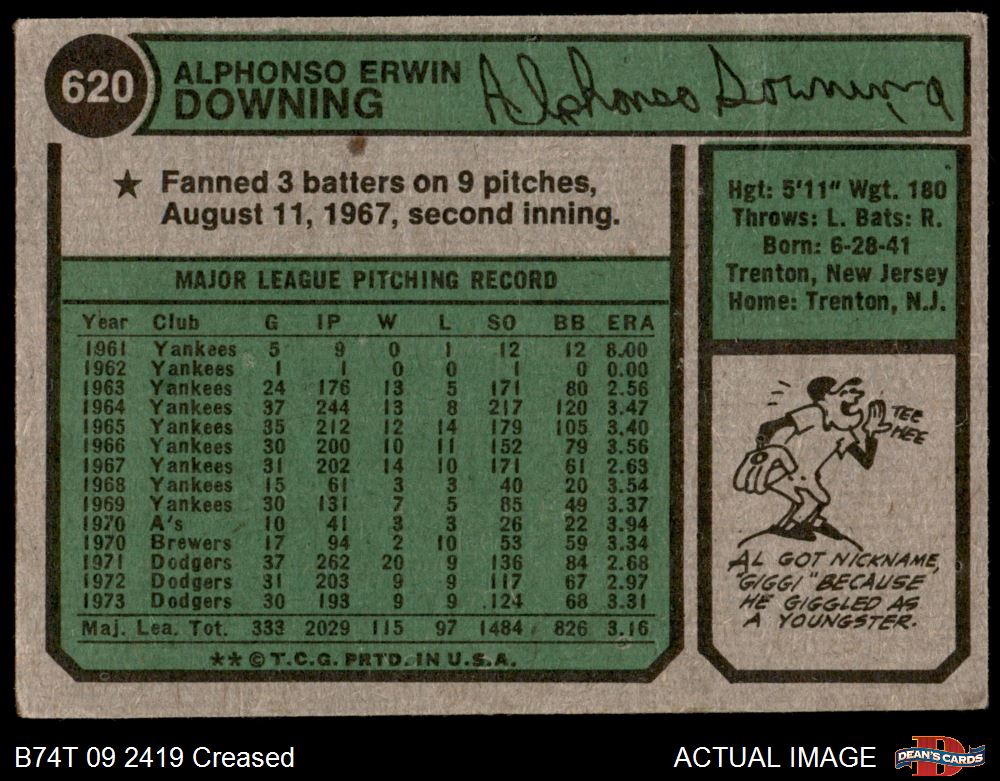 620
ALPHONSO ERWIN
DOWNING
Alphonso Downing
★ Fanned 3 batters on 9 pitches,
August 11, 1967, second inning.
MAJOR LEAGUE PITCHING RECORD
Year Club G IP W L SO BB ERA
1961 Yankees 5 9 0 1 12 12 8.00
1962 Yankees 1 1 0 0 1 0 0.00
1963 Yankees 24 176 13 5 171 80 2.56
1964 Yankees 37 244 13 8 217 120 3.47
1965 Yankees 35 212 12 14 179 105 3.40
1966 Yankees 30 200 10 11 152 79 3.56
1967 Yankees 31 202 14 10 171 61 2.63
1968 Yankees 15 61 3 3 40 20 3.54
1969 Yankees 30 131 7 5 85 49 3.37
1970 A's 10 41 3 3 26 22 3.94
1970 Brewers 17 94 2 10 53 59 3.34
1971 Dodgers 37 262 20 9 136 84 2.68
1972 Dodgers 31 203 9 9 117 67 2.97
1973 Dodgers 30 193 9 9 124 68 3.31
Maj. Lea. Tot. 333 2029 115 97 1484 826 3.16
** © T.C.G. PRTD. IN U.S.A.
Hgt: 5'11" Wgt. 180
Throws: L. Bats: R.
Born: 6-28-41
Trenton, New Jersey
Home: Trenton, N.J.
TEE
HEE
AL GOT NICKNAME,
"GIGGI" BECAUSE
HE GIGGLED AS
A YOUNGSTER.
B74T 09 2419 Creased
ACTUAL IMAGE
D
DEAN'S CARDS